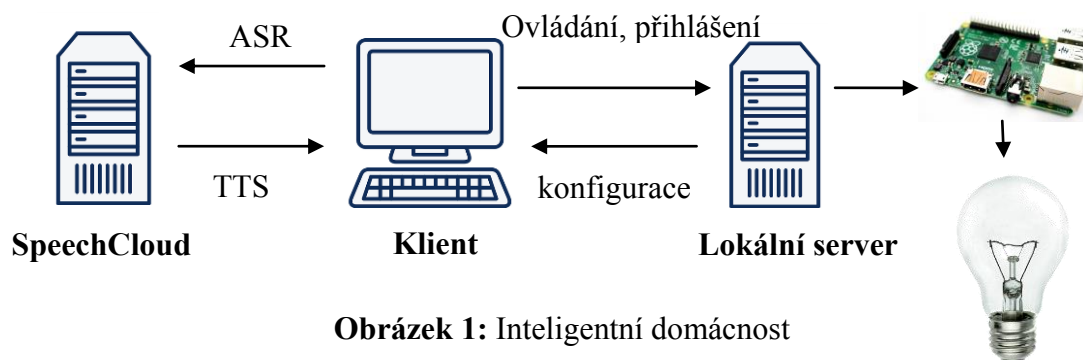 ASR
Ovládání, přihlášení
TTS
konfigurace
SpeechCloud
Klient
Lokální server
Obrázek 1: Inteligentní domácnost